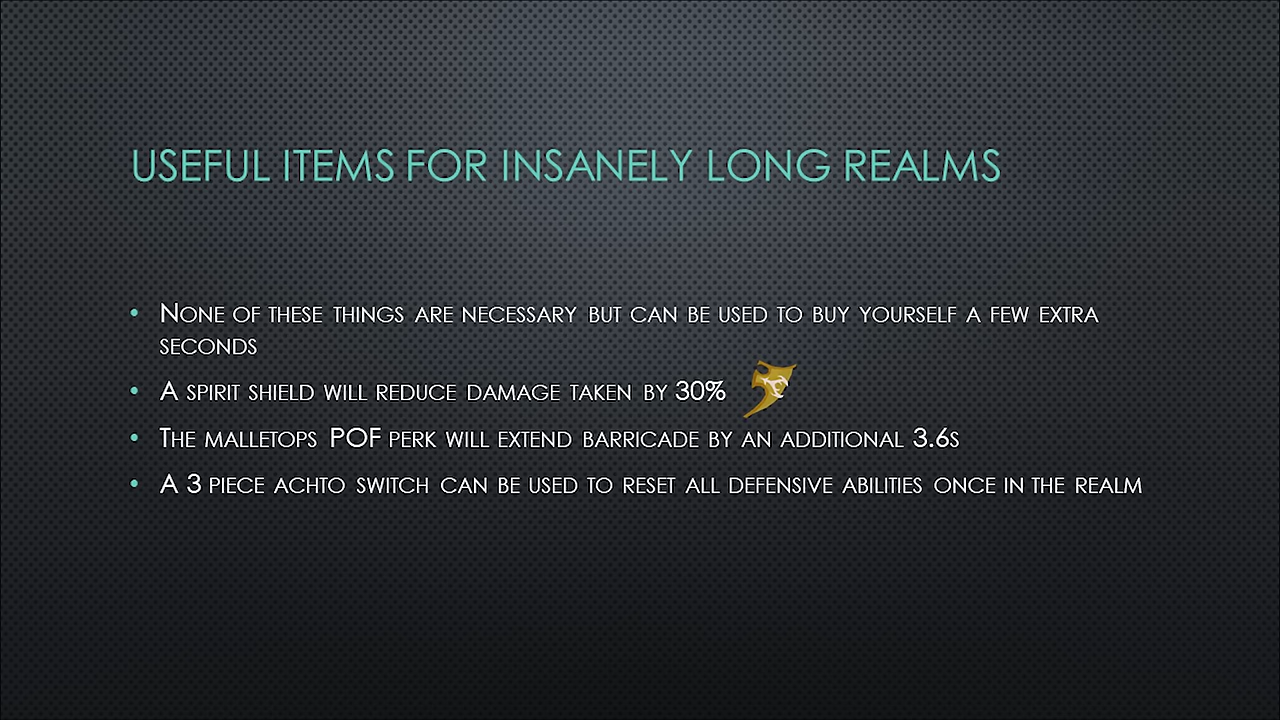 USEFUL ITEMS FOR INSANELY LONG REALMS
• NONE OF THESE THINGS ARE NECESSARY BUT CAN BE USED TO BUY YOURSELF A FEW EXTRA
SECONDS
• A SPIRIT SHIELD WILL REDUCE DAMAGE TAKEN BY 30%
• THE MALLETOPS POF PERK WILL EXTEND BARRICADE BY AN ADDITIONAL 3.6S
• A 3 PIECE ACHTO SWITCH CAN BE USED TO RESET ALL DEFENSIVE ABILITIES ONCE IN THE REALM